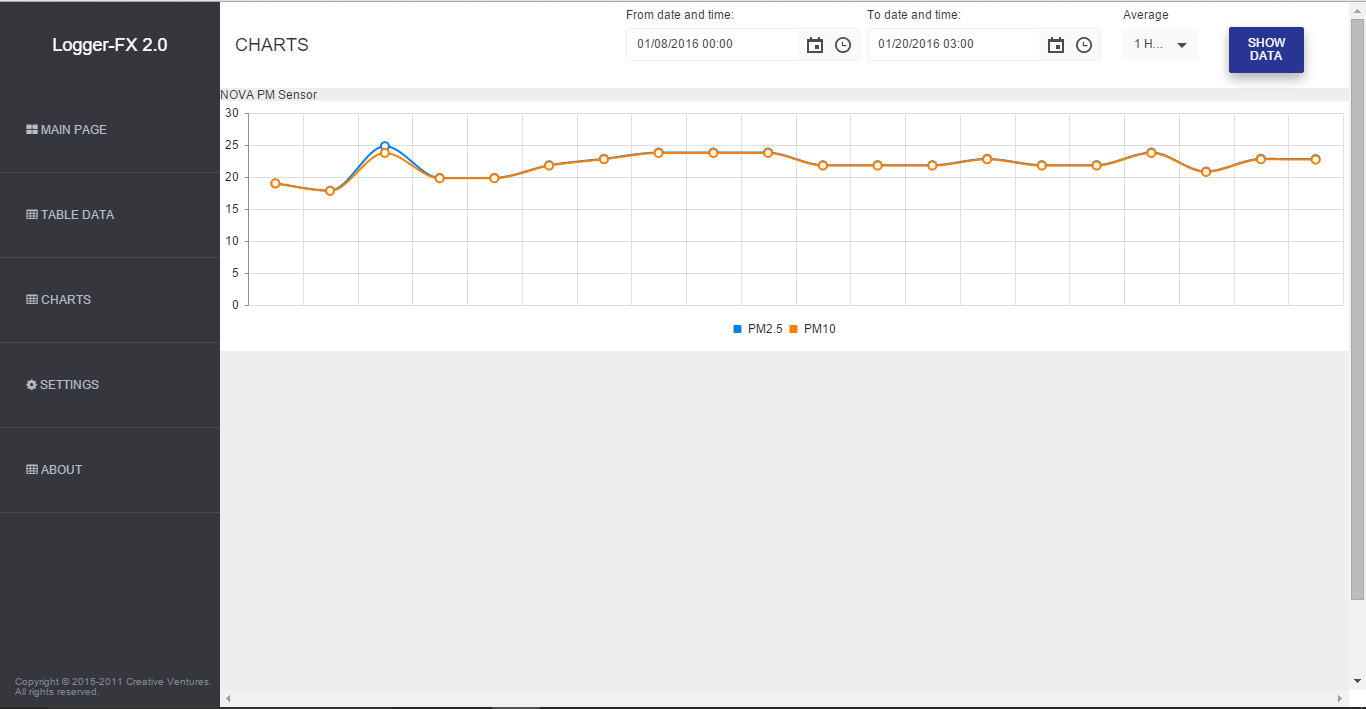 Logger-FX 2.0
MAIN PAGE
TABLE DATA
CHARTS
SETTINGS
ABOUT
Copyright © 2015-2011 Creative Ventures.
All rights reserved.
CHARTS
From date and time:
01/08/2016 00:00
To date and time:
01/20/2016 03:00
Average
1 H...
SHOW
DATA
NOVA PM Sensor
30
25
20
15
10
5
0
PM2.5 PM10